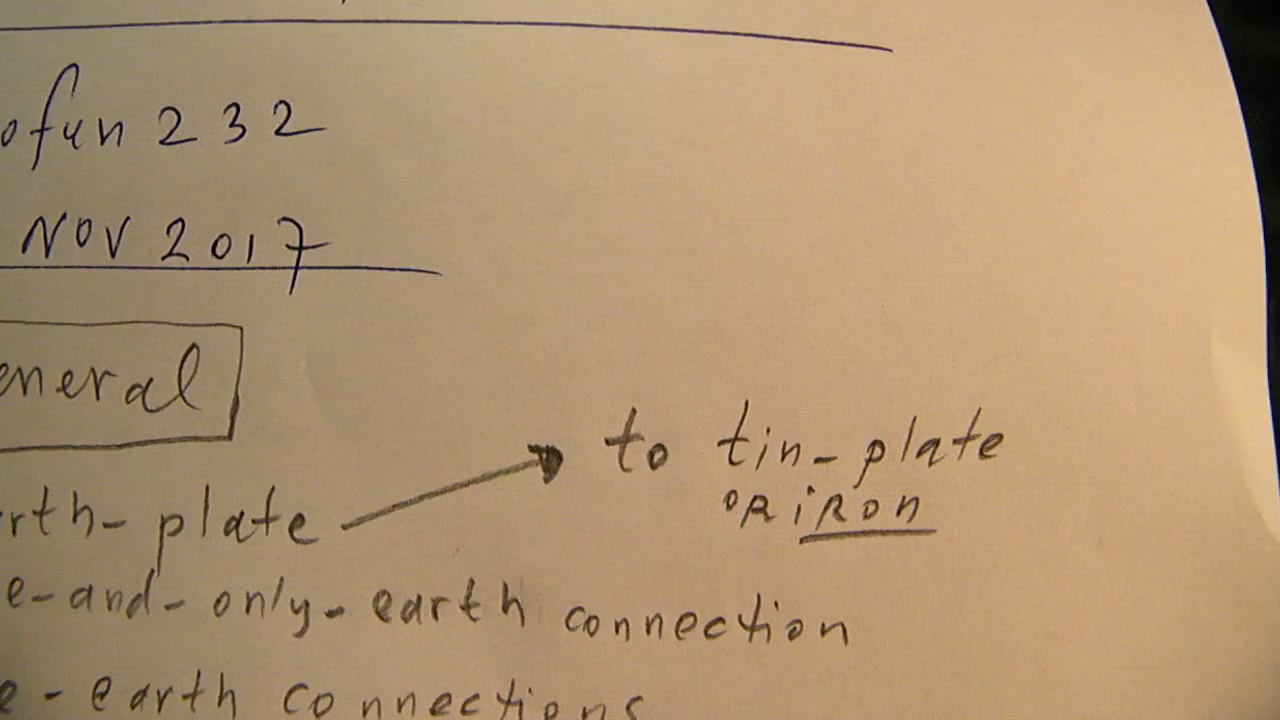 ofun 232
NOV 2017
eneral
rth- plate to tin-plate
OR iRon
e-and-only-earth connection
e-earth connections